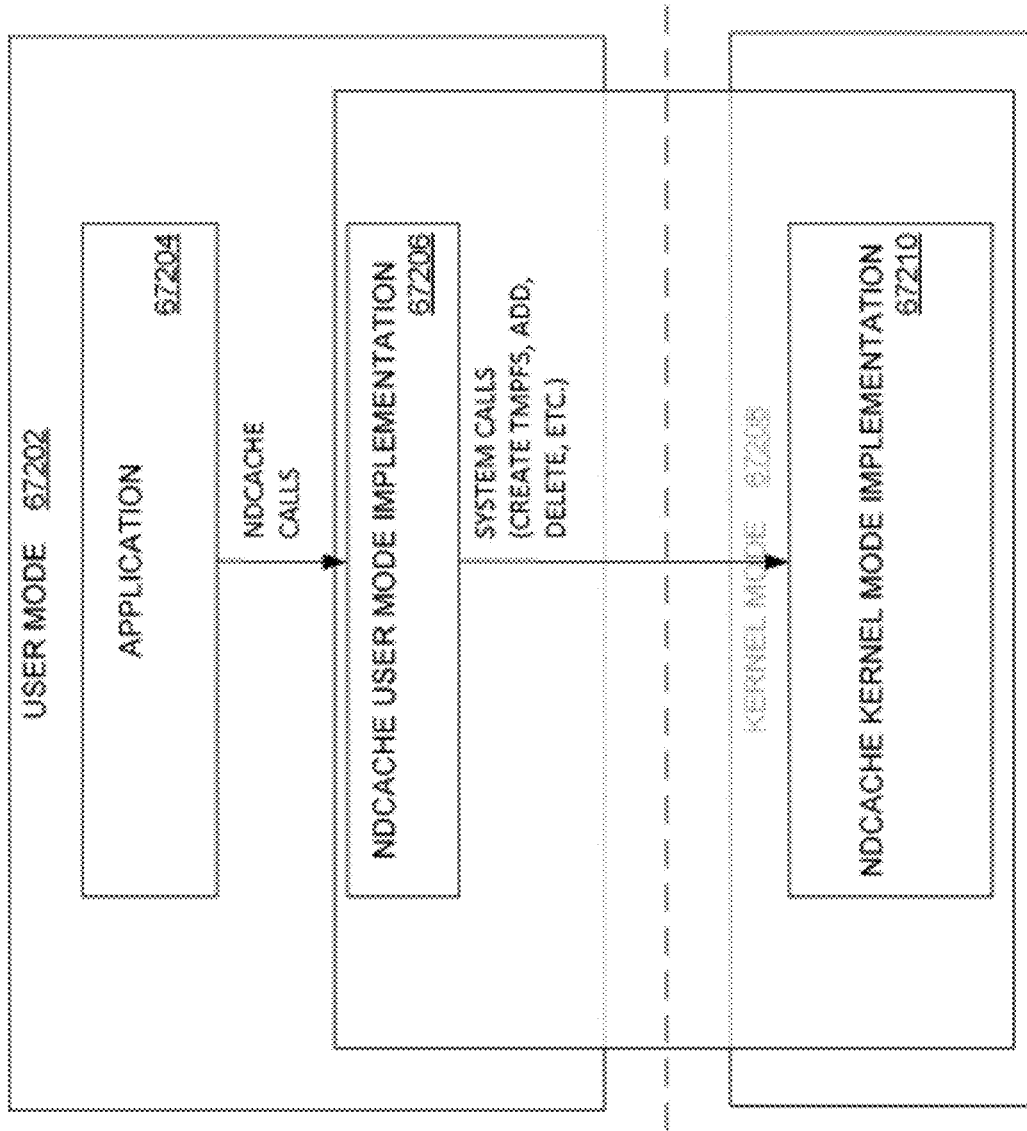 USER MODE 67202
APPLICATION
67204
NDCACHE
CALLS
NDCACHE USER MODE IMPLEMENTATION
67206
SYSTEM CALLS
(CREATE TMPFS, ADD,
DELETE, ETC.)
KERNEL MODE 67208
NDCACHE KERNEL MODE IMPLEMENTATION
67210